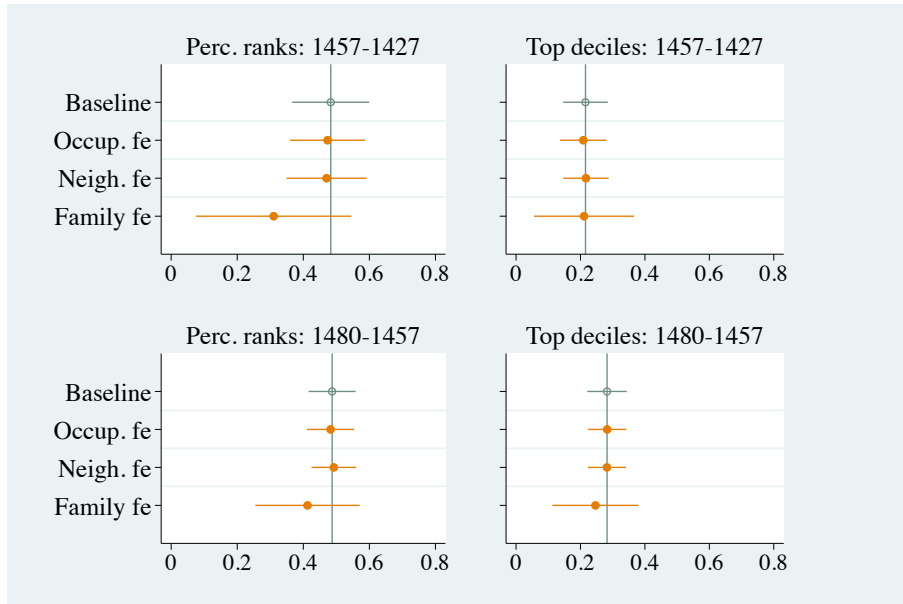 Perc. ranks: 1457-1427
Top deciles: 1457-1427
Baseline
Occup. fe
Neigh. fe
Family fe
0 0.2 0.4 0.6 0.8
0 0.2 0.4 0.6 0.8
Perc. ranks: 1480-1457
Top deciles: 1480-1457
Baseline
Occup. fe
Neigh. fe
Family fe
0 0.2 0.4 0.6 0.8
0 0.2 0.4 0.6 0.8